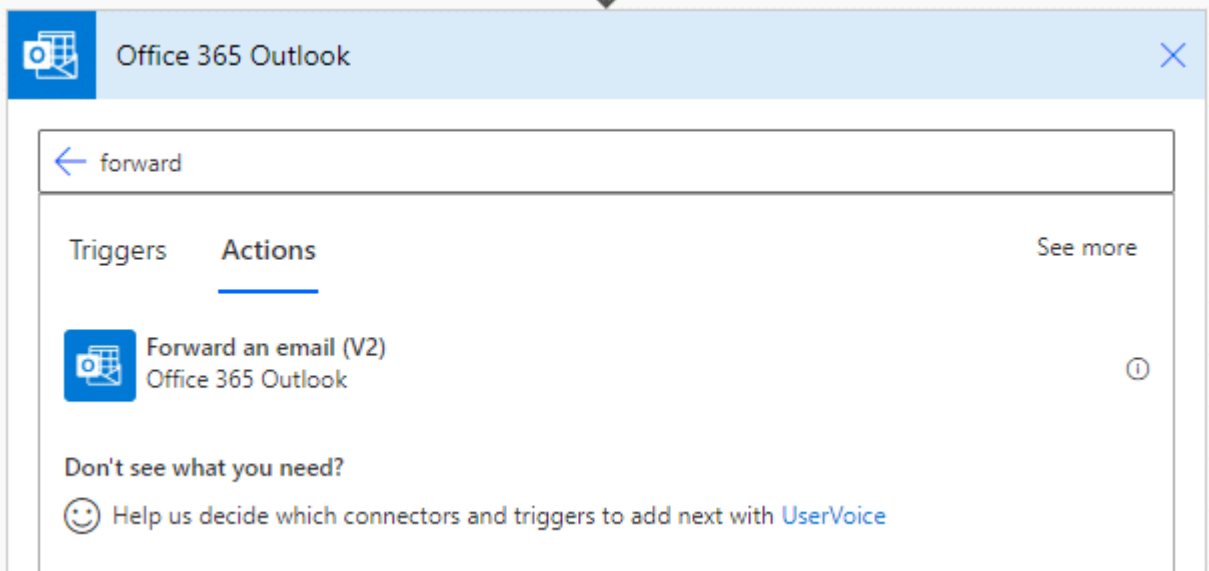 Office 365 Outlook
forward
Triggers Actions See more
Forward an email (V2)
Office 365 Outlook
Don't see what you need?
Help us decide which connectors and triggers to add next with UserVoice